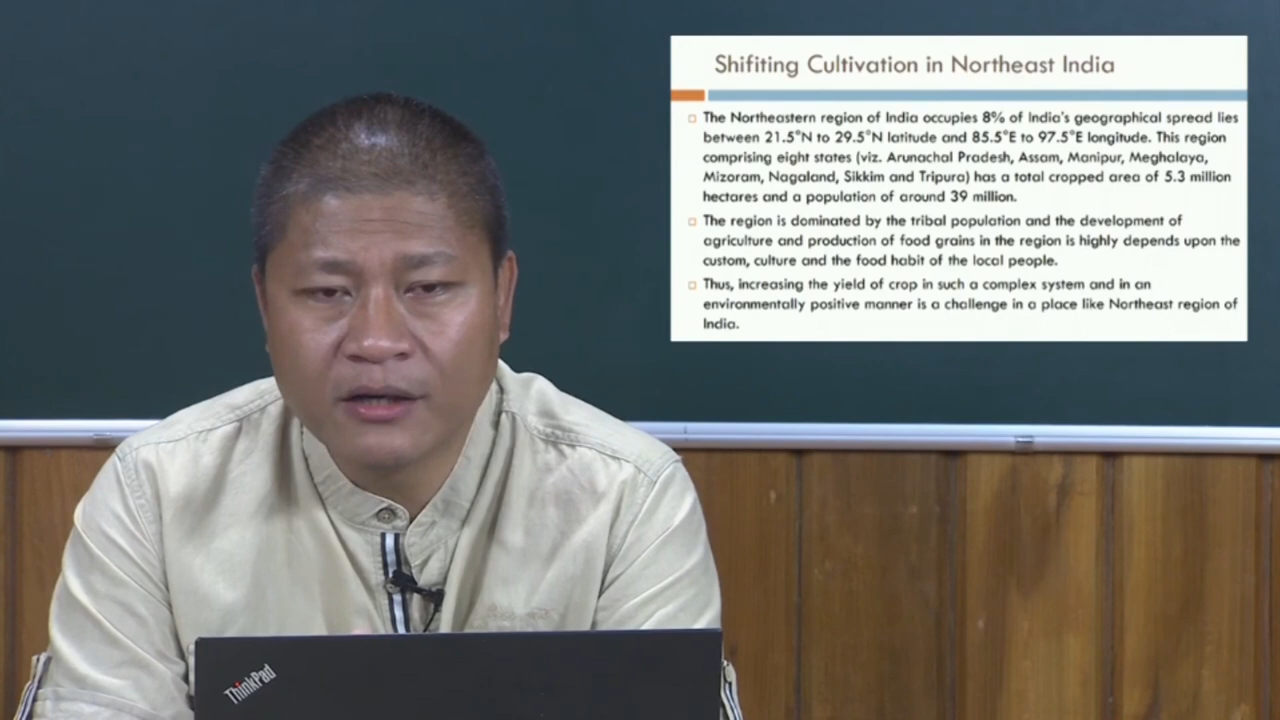 Shifiting Cultivation in Northeast India
The Northeastern region of India occupies 8% of India's geographical spread lies
between 21.5°N to 29.5°N latitude and 85.5°E to 97.5°E longitude. This region
comprising eight states (viz. Arunachal Pradesh, Assam, Manipur, Meghalaya,
Mizoram, Nagaland, Sikkim and Tripura) has a total cropped area of 5.3 million
hectares and a population of around 39 million.
The region is dominated by the tribal population and the development of
agriculture and production of food grains in the region is highly depends upon the
custom, culture and the food habit of the local people.
Thus, increasing the yield of crop in such a complex system and in an
environmentally positive manner is a challenge in a place like Northeast region of
India.
ThinkPad